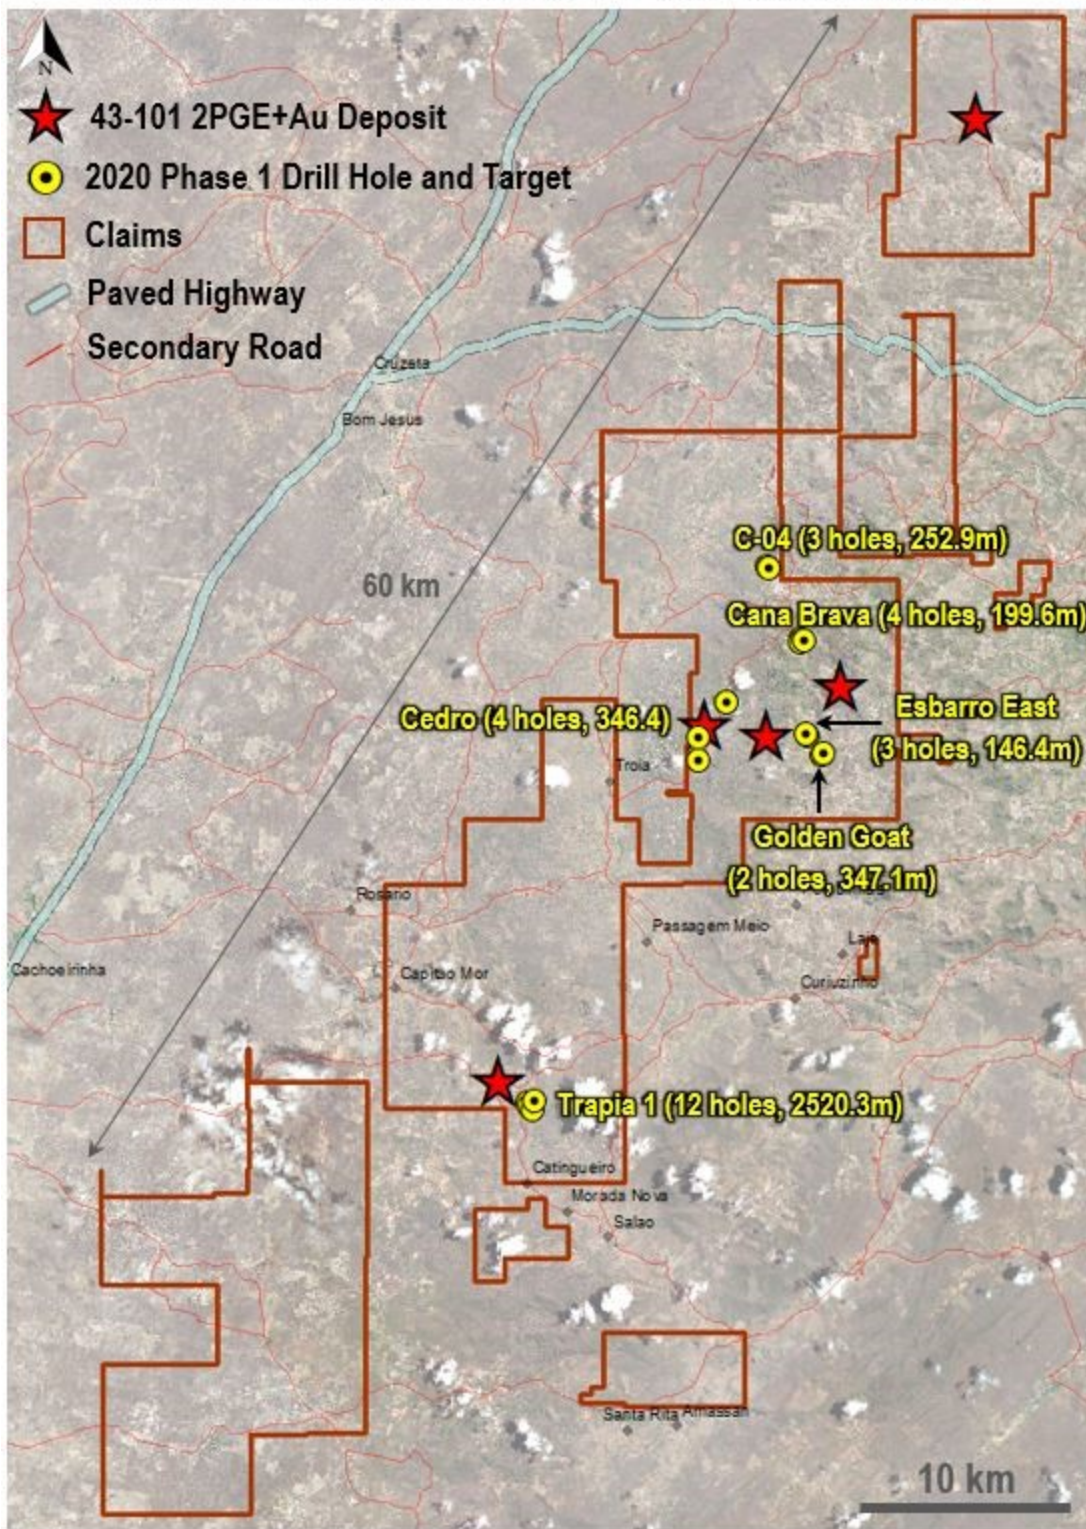 N
43-101 2PGE+Au Deposit
2020 Phase 1 Drill Hole and Target
Claims
Paved Highway
Secondary Road
Cruzeta
Bom Jesus
60 km
C-04 (3 holes, 252.9m)
Cana Brava (4 holes, 199.6m)
Esbarro East
(3 holes, 146.4m)
Cedro (4 holes, 346.4)
Troia
Golden Goat
(2 holes, 347.1m)
Rosario
Passagem Meio
Laje
Cachoeirinha
Capitao Mor
Curiuzinho
Trapia 1 (12 holes, 2520.3m)
Catingueiro
Morada Nova
Salao
Santa Rita
10 km